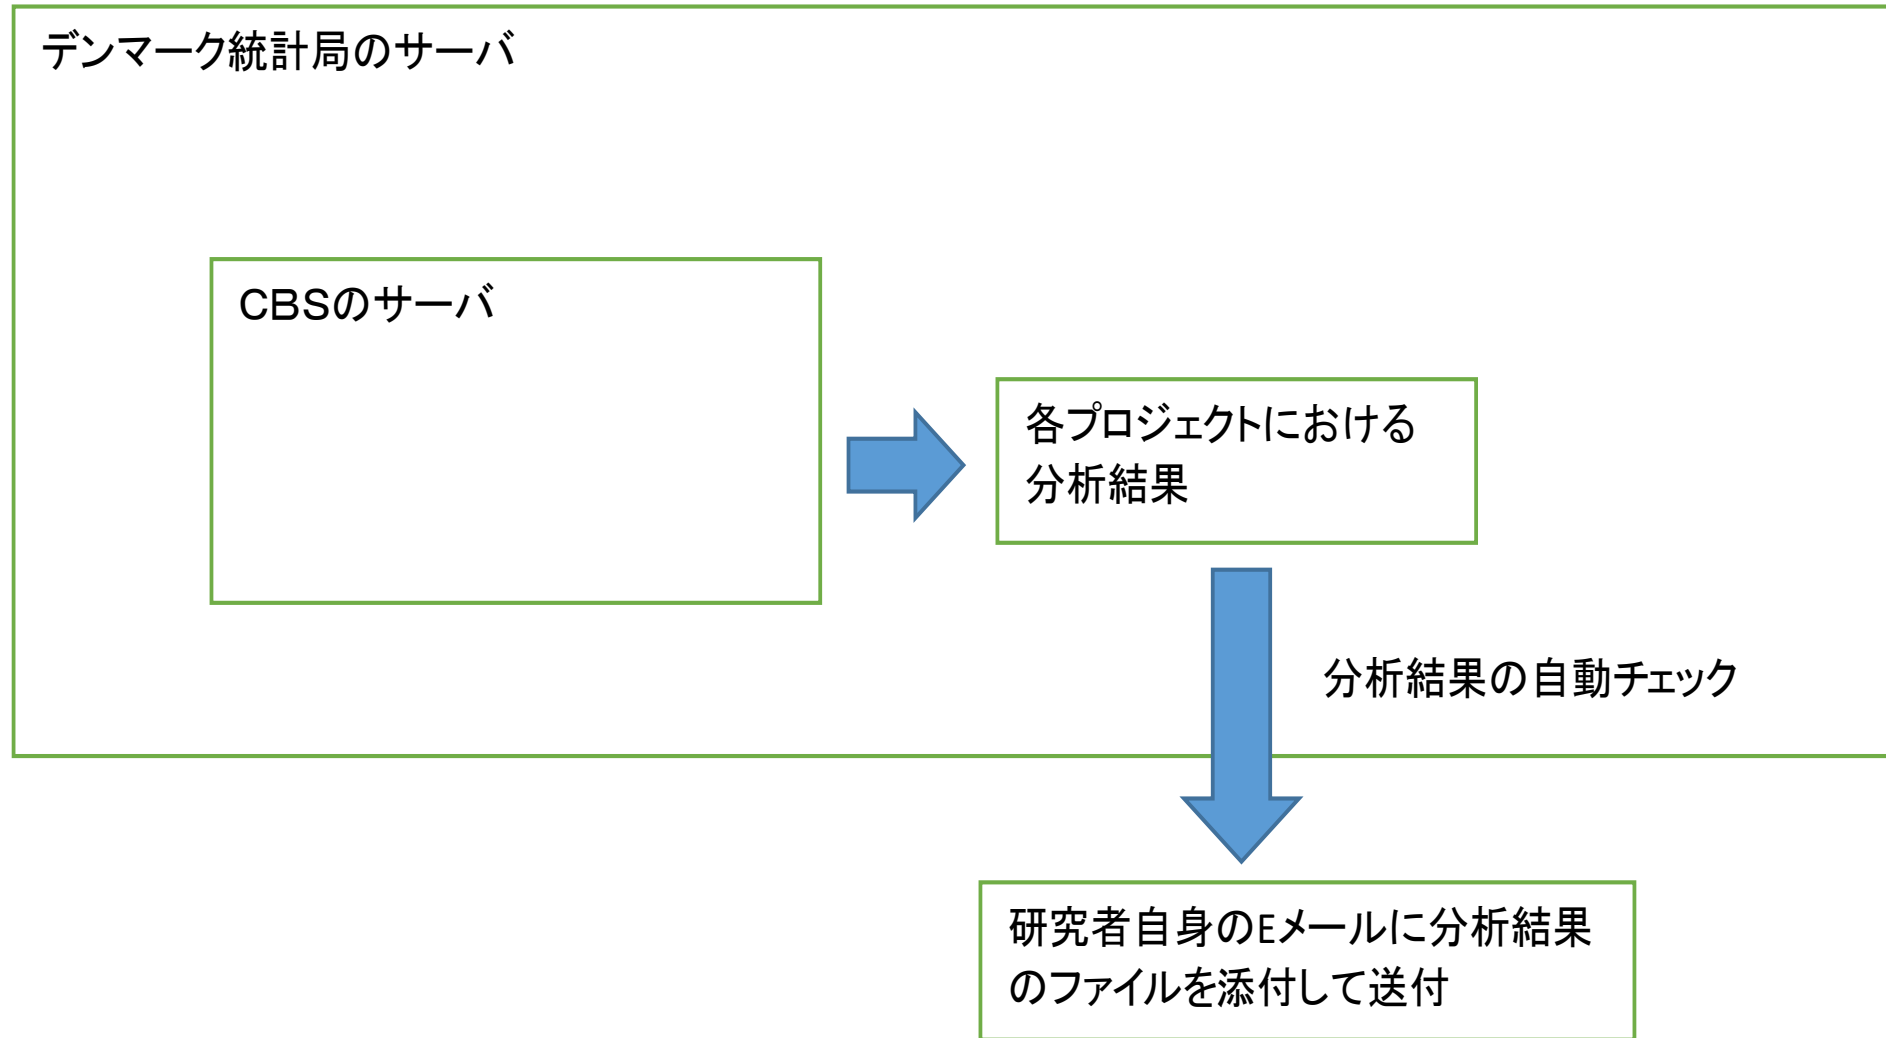 デンマーク統計局のサーバ
CBSのサーバ
各プロジェクトにおける
分析結果
分析結果の自動チェック
研究者自身のEメールに分析結果
のファイルを添付して送付